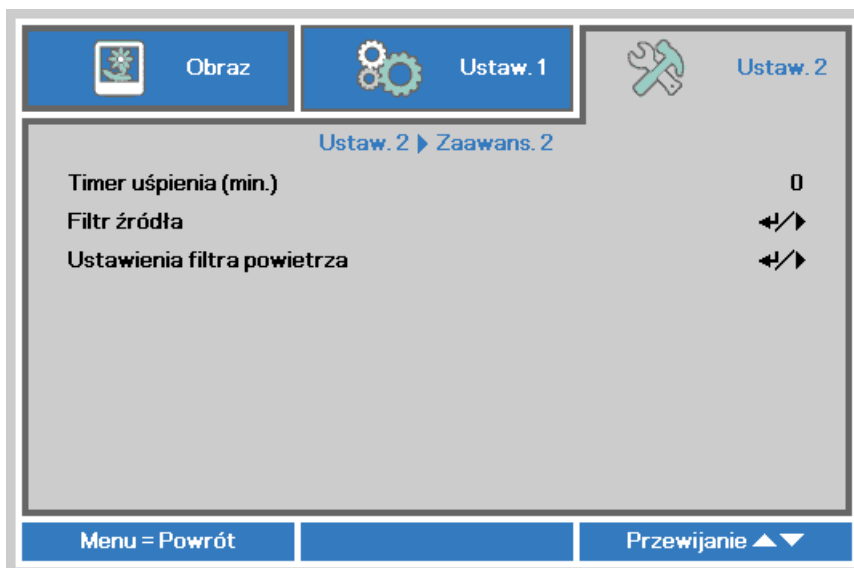 Obraz
Ustaw. 1
Ustaw. 2
Ustaw. 2 ▶ Zaawans. 2
Timer uśpienia (min.) 0
Filtr źródła ↵/▶
Ustawienia filtra powietrza ↵/▶
Menu = Powrót
Przewijanie ▲▼